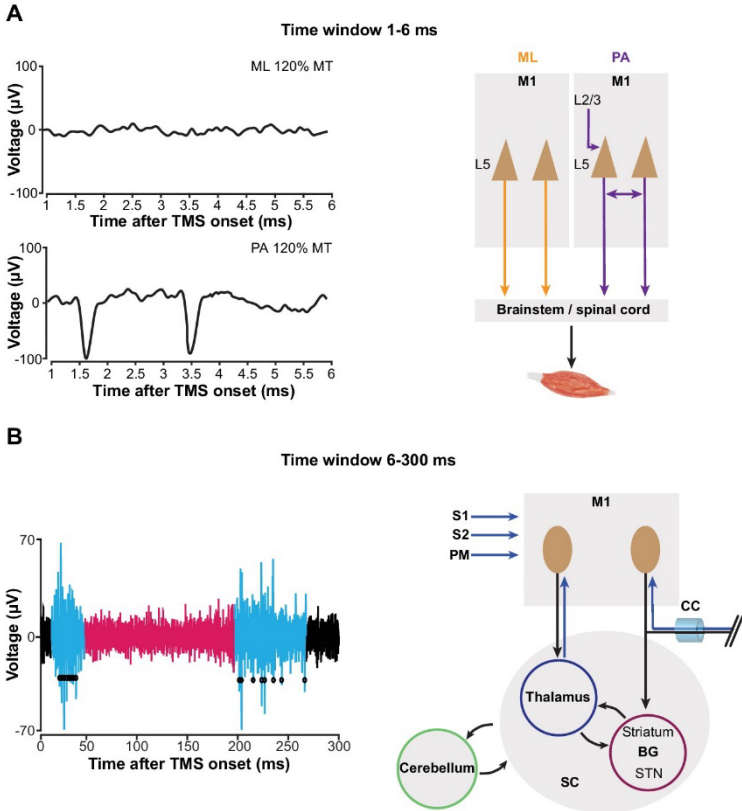 A
Time window 1-6 ms
ML 120% MT
Voltage (µV)
100
0
-100
1 1.5 2 2.5 3 3.5 4 4.5 5 5.5 6
Time after TMS onset (ms)
PA 120% MT
Voltage (µV)
100
0
-100
1 1.5 2 2.5 3 3.5 4 4.5 5 5.5 6
Time after TMS onset (ms)
ML PA
M1 M1
L2/3
L5 L5
Brainstem / spinal cord
B
Time window 6-300 ms
Voltage (µV)
70
0
-70
0 50 100 150 200 250 300
Time after TMS onset (ms)
M1
S1
S2
PM
CC
Thalamus
Striatum
BG
STN
Cerebellum
SC